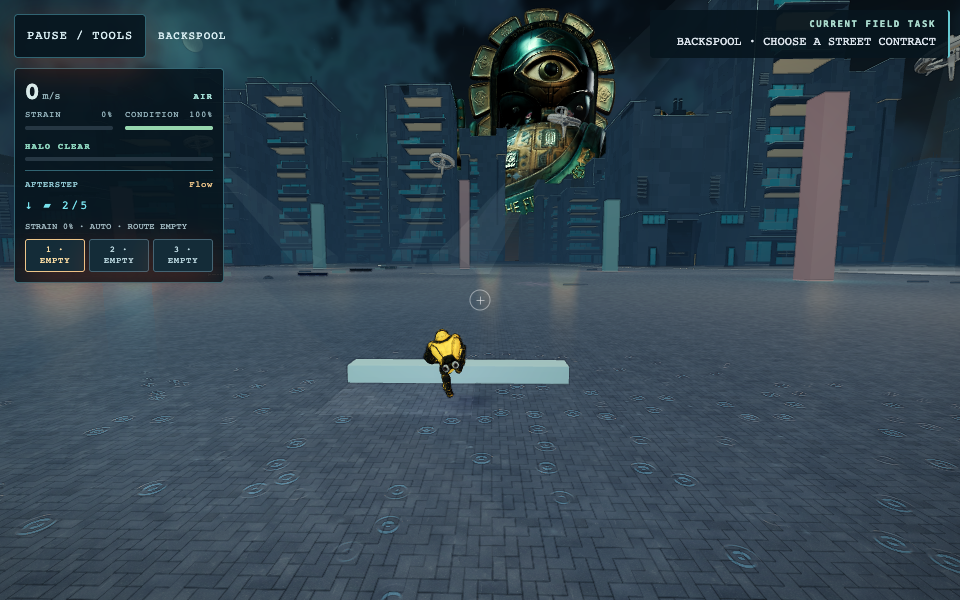 PAUSE / TOOLS
BACKSPOOL
CURRENT FIELD TASK
BACKSPOOL · CHOOSE A STREET CONTRACT
0 m/s
AIR
STRAIN 0%
CONDITION 100%
HALO CLEAR
AFTERSTEP
Flow
↓ ▰ 2/5
STRAIN 0% · AUTO · ROUTE EMPTY
1 · EMPTY
2 · EMPTY
3 · EMPTY